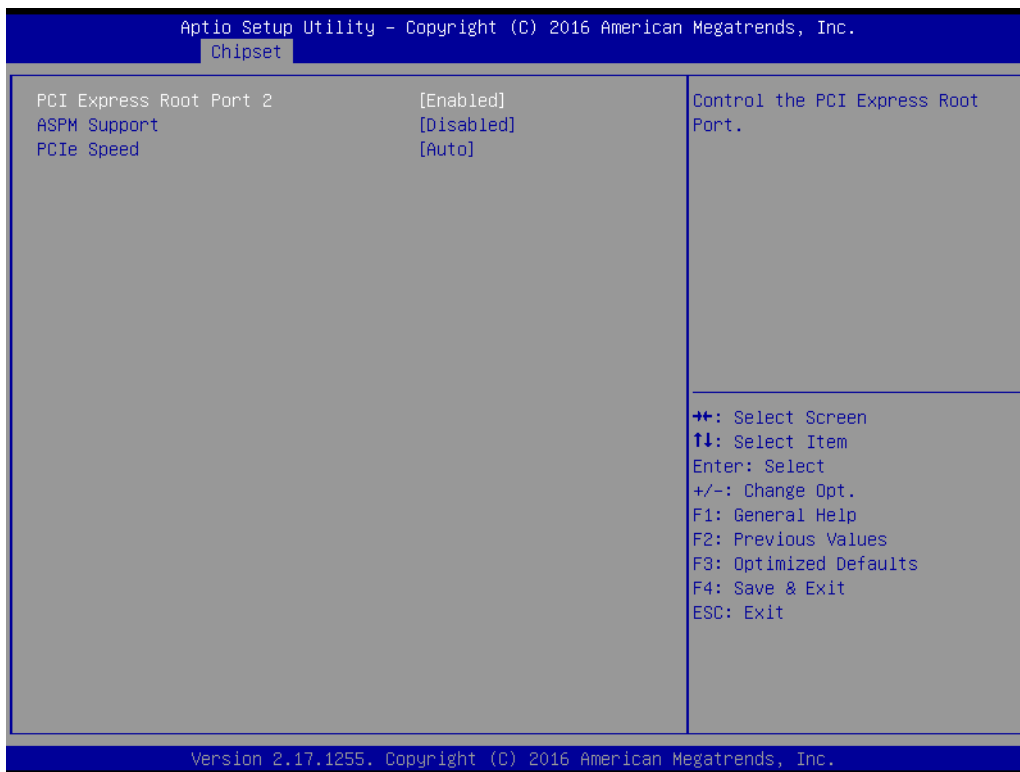 Aptio Setup Utility – Copyright (C) 2016 American Megatrends, Inc.
Chipset
PCI Express Root Port 2 [Enabled]
ASPM Support [Disabled]
PCIe Speed [Auto]
Control the PCI Express Root
Port.
→←: Select Screen
↑↓: Select Item
Enter: Select
+/-: Change Opt.
F1: General Help
F2: Previous Values
F3: Optimized Defaults
F4: Save & Exit
ESC: Exit
Version 2.17.1255. Copyright (C) 2016 American Megatrends, Inc.